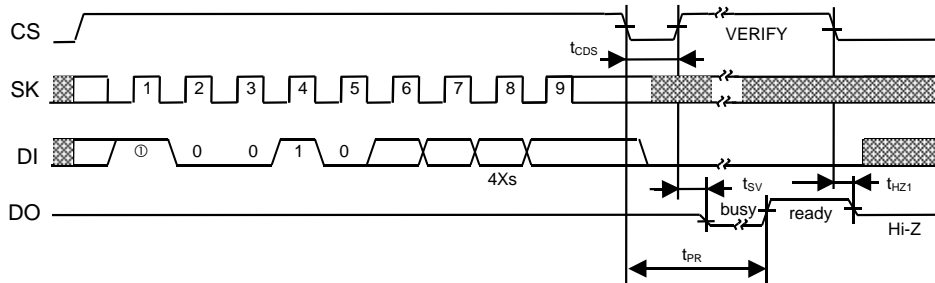 CS
VERIFY
tCDS
SK
1 2 3 4 5 6 7 8 9
DI
① 0 0 1 0
4Xs
tSV
tHZ1
DO
busy
ready
Hi-Z
tPR